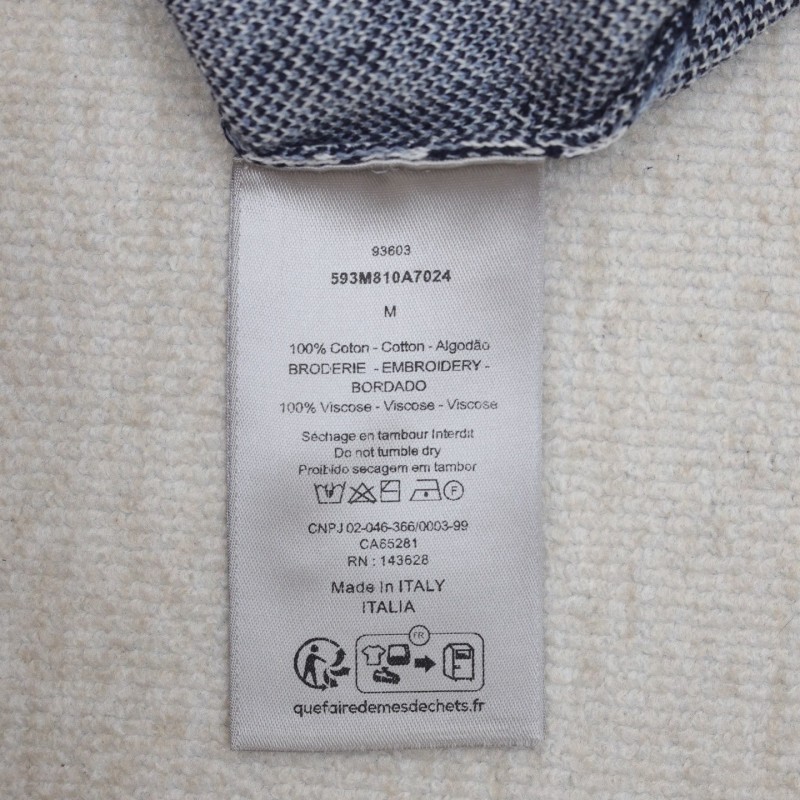 93603
593M810A7024
M
100% Coton - Cotton - Algodão
BRODERIE - EMBROIDERY -
BORDADO
100% Viscose - Viscose - Viscose
Séchage en tambour Interdit
Do not tumble dry
Proibido secagem em tambor
F
CNPJ 02-046-366/0003-99
CA65281
RN : 143628
Made In ITALY
ITALIA
FR
quefairedemesdechets.fr